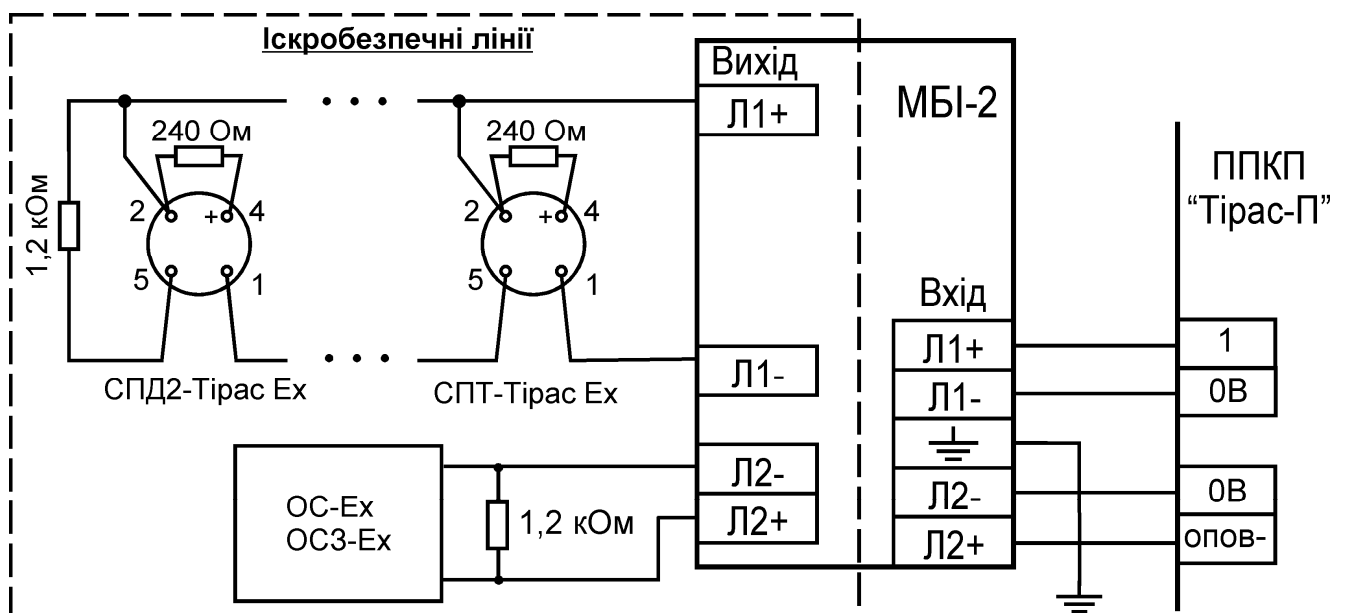 Іскробезпечні лінії
Вихід
Л1+
МБІ-2
240 Ом
240 Ом
ППКП
“Тірас-П”
1,2 кОм
2
+
4
5
1
2
+
4
5
1
Вхід
Л1+
1
Л1-
Л1-
0В
СПД2-Тірас Ех
СПТ-Тірас Ех
Л2-
Л2-
0В
ОС-Ех
ОСЗ-Ех
1,2 кОм
Л2+
Л2+
опов-